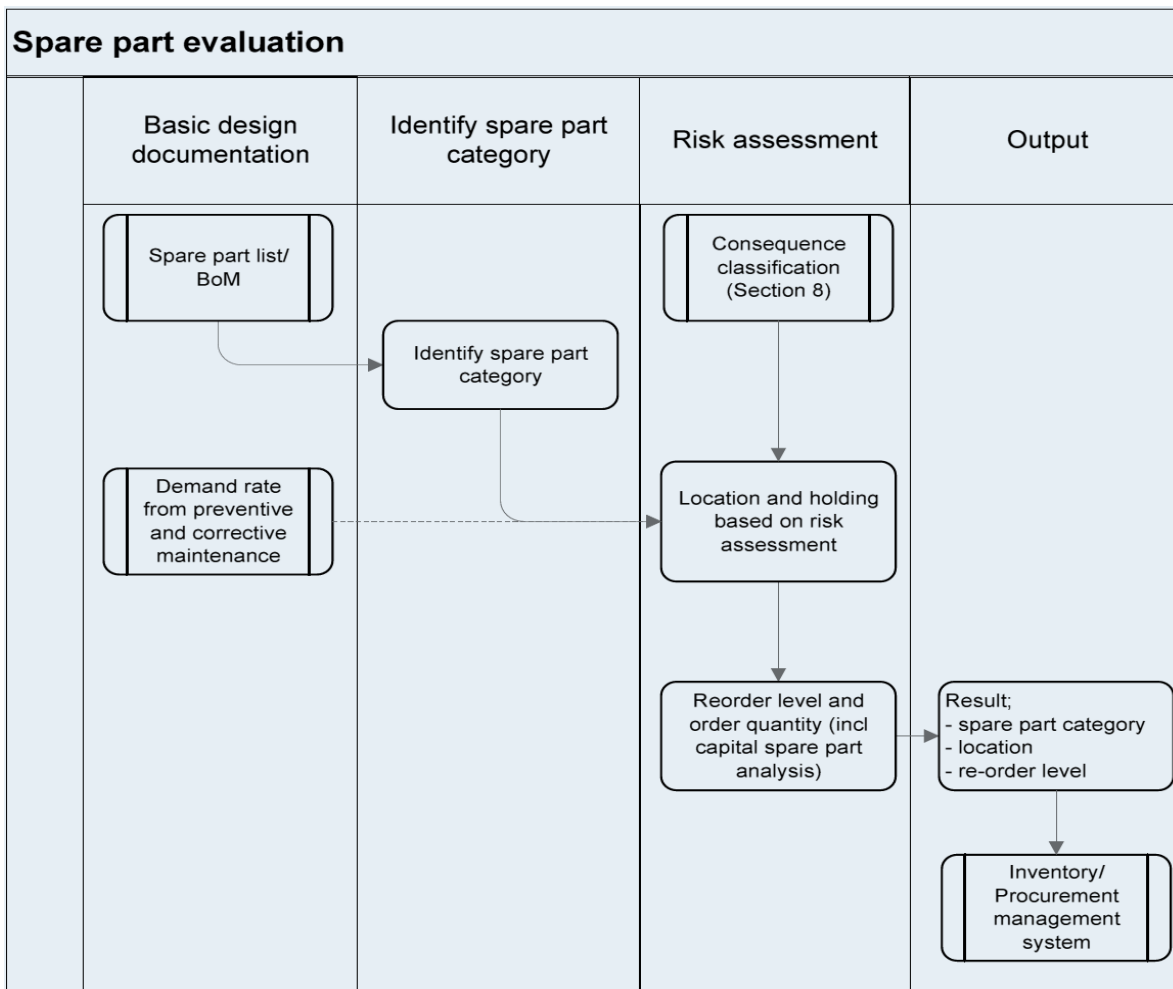 Spare part evaluation
Basic design
documentation
Identify spare part
category
Risk assessment
Output
Spare part list/
BoM
Consequence
classification
(Section 8)
Identify spare part
category
Demand rate
from preventive
and corrective
maintenance
Location and holding
based on risk
assessment
Reorder level and
order quantity (incl
capital spare part
analysis)
Result;
- spare part category
- location
- re-order level
Inventory/
Procurement
management
system